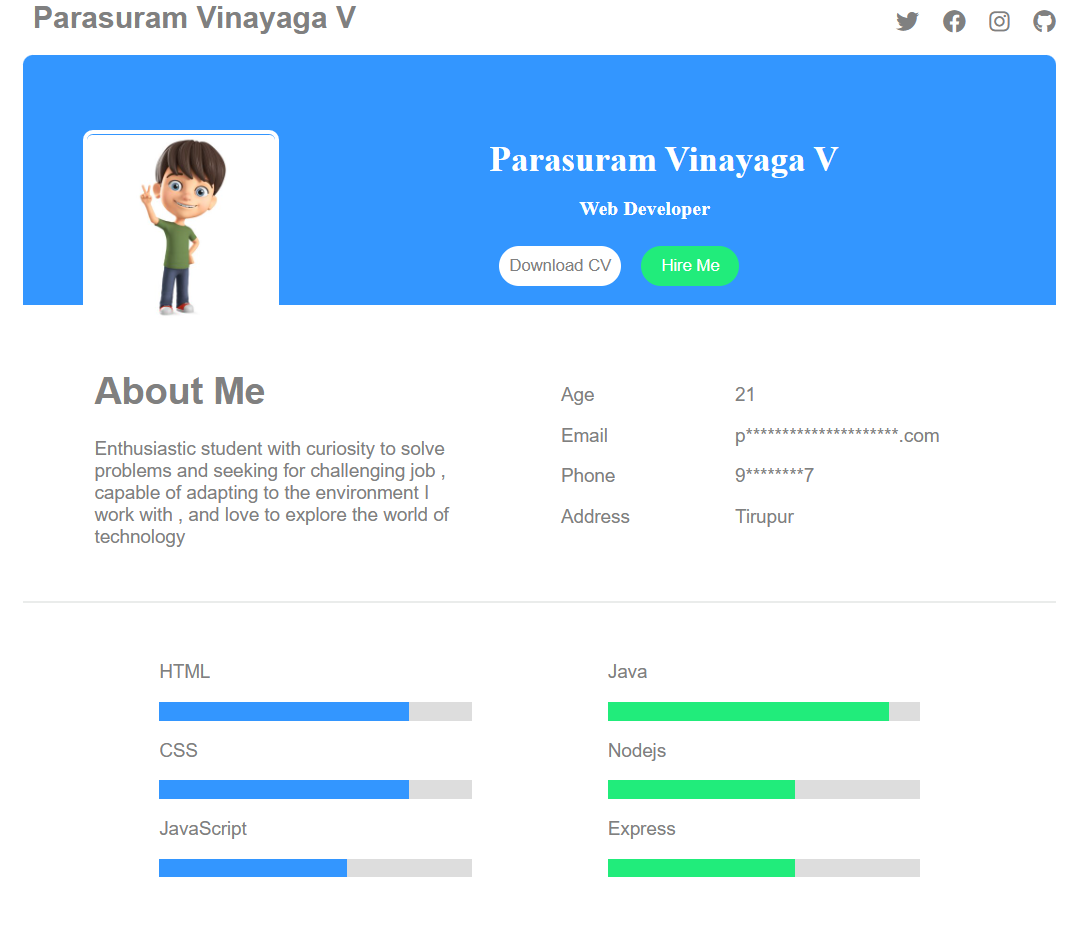 Parasuram Vinayaga V
Parasuram Vinayaga V
Web Developer
Download CV
Hire Me
About Me
Enthusiastic student with curiosity to solve
problems and seeking for challenging job ,
capable of adapting to the environment I
work with , and love to explore the world of
technology
Age 21
Email p*********************.com
Phone 9********7
Address Tirupur
HTML
CSS
JavaScript
Java
Nodejs
Express